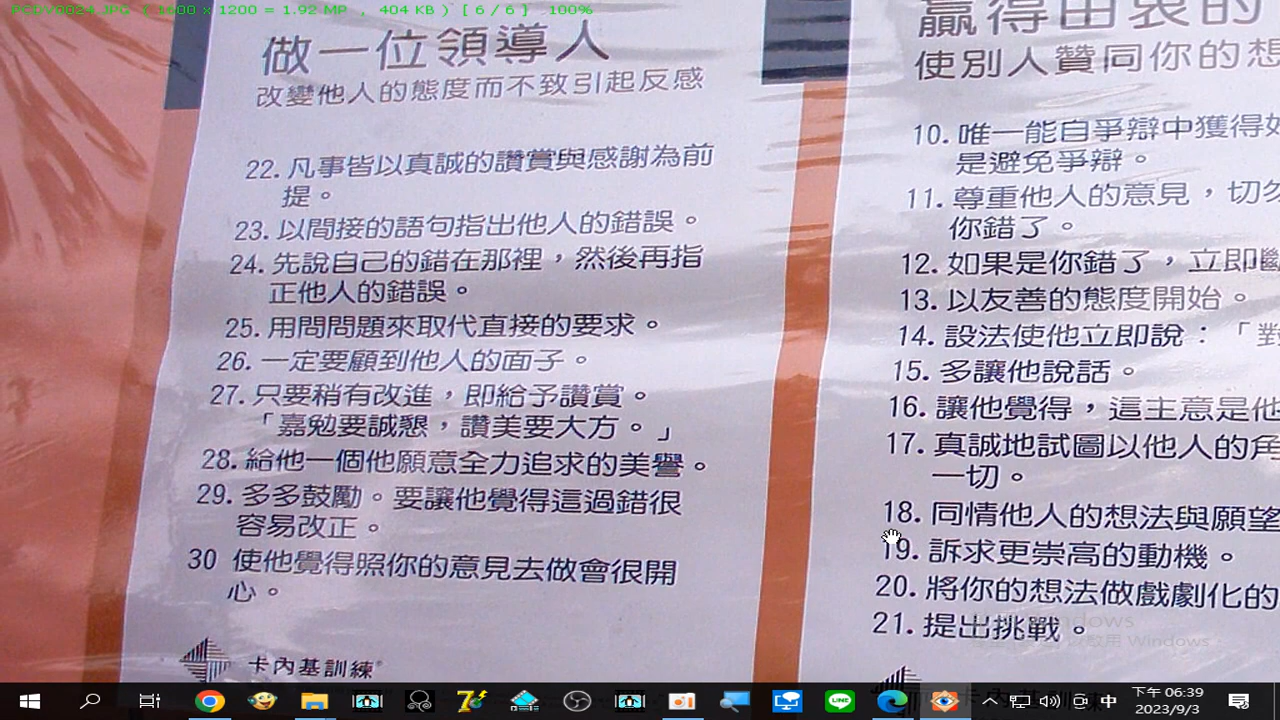 PCDV0024.JPG ( 1600 x 1200 = 1.92 MP , 404 KB ) [ 6 / 6 ] 100%
做一位領導人
改變他人的態度而不致引起反感
22. 凡事皆以真誠的讚賞與感謝為前
提。
23. 以間接的語句指出他人的錯誤。
24. 先說自己的錯在那裡，然後再指
正他人的錯誤。
25. 用問問題來取代直接的要求。
26. 一定要顧到他人的面子。
27. 只要稍有改進，即給予讚賞。
「嘉勉要誠懇，讚美要大方。」
28. 給他一個他願意全力追求的美譽。
29. 多多鼓勵。要讓他覺得這過錯很
容易改正。
30 使他覺得照你的意見去做會很開
心。
卡內基訓練®
贏得由衷的
使別人贊同你的想
10. 唯一能自爭辯中獲得
是避免爭辯。
11. 尊重他人的意見，切勿
你錯了。
12. 如果是你錯了，立即斷
13. 以友善的態度開始。
14. 設法使他立即說：「對
15. 多讓他說話。
16. 讓他覺得，這主意是他
17. 真誠地試圖以他人的角
一切。
18. 同情他人的想法與願望
19. 訴求更崇高的動機。
20. 將你的想法做戲劇化的
21. 提出挑戰。
Windows
啟用 Windows
中
下午 06:39
2023/9/3